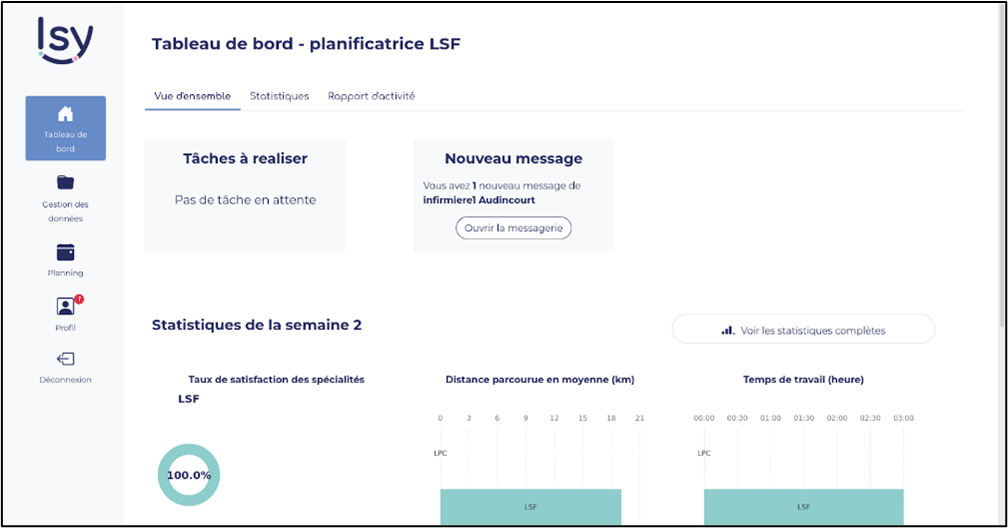 lsy
Tableau de bord - planificatrice LSF
Vue d'ensemble Statistiques Rapport d'activité
Tableau de
bord
Gestion des
données
Planning
Profil
Déconnexion
Tâches à realiser
Pas de tâche en attente
Nouveau message
Vous avez 1 nouveau message de
infirmiere1 Audincourt
Ouvrir la messagerie
Statistiques de la semaine 2
Voir les statistiques complètes
Taux de satisfaction des spécialités
LSF
100.0%
Distance parcourue en moyenne (km)
0 3 6 9 12 15 18 21
LPC
LSF
Temps de travail (heure)
00:00 00:30 01:00 01:30 02:00 02:30 03:00
LPC
LSF